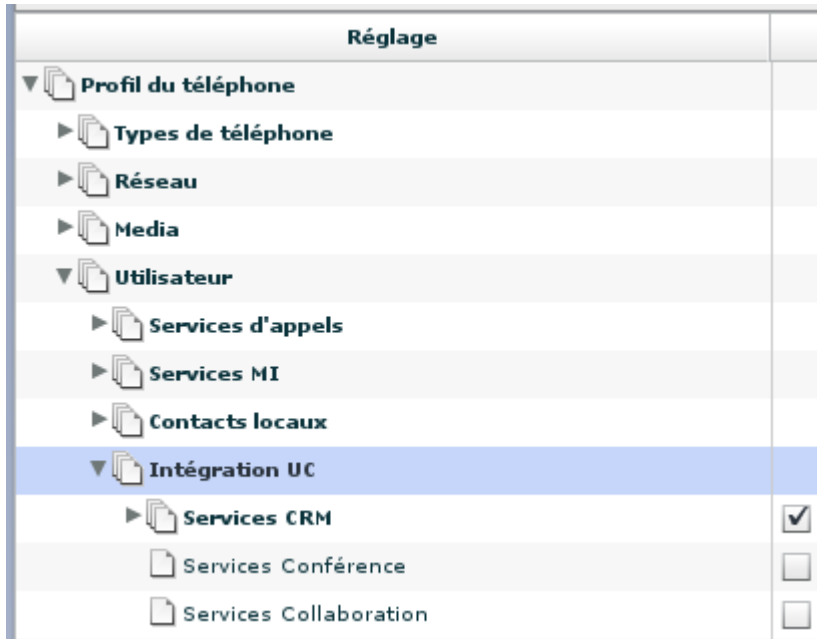 Réglage
Profil du téléphone
Types de téléphone
Réseau
Media
Utilisateur
Services d'appels
Services MI
Contacts locaux
Intégration UC
Services CRM
Services Conférence
Services Collaboration